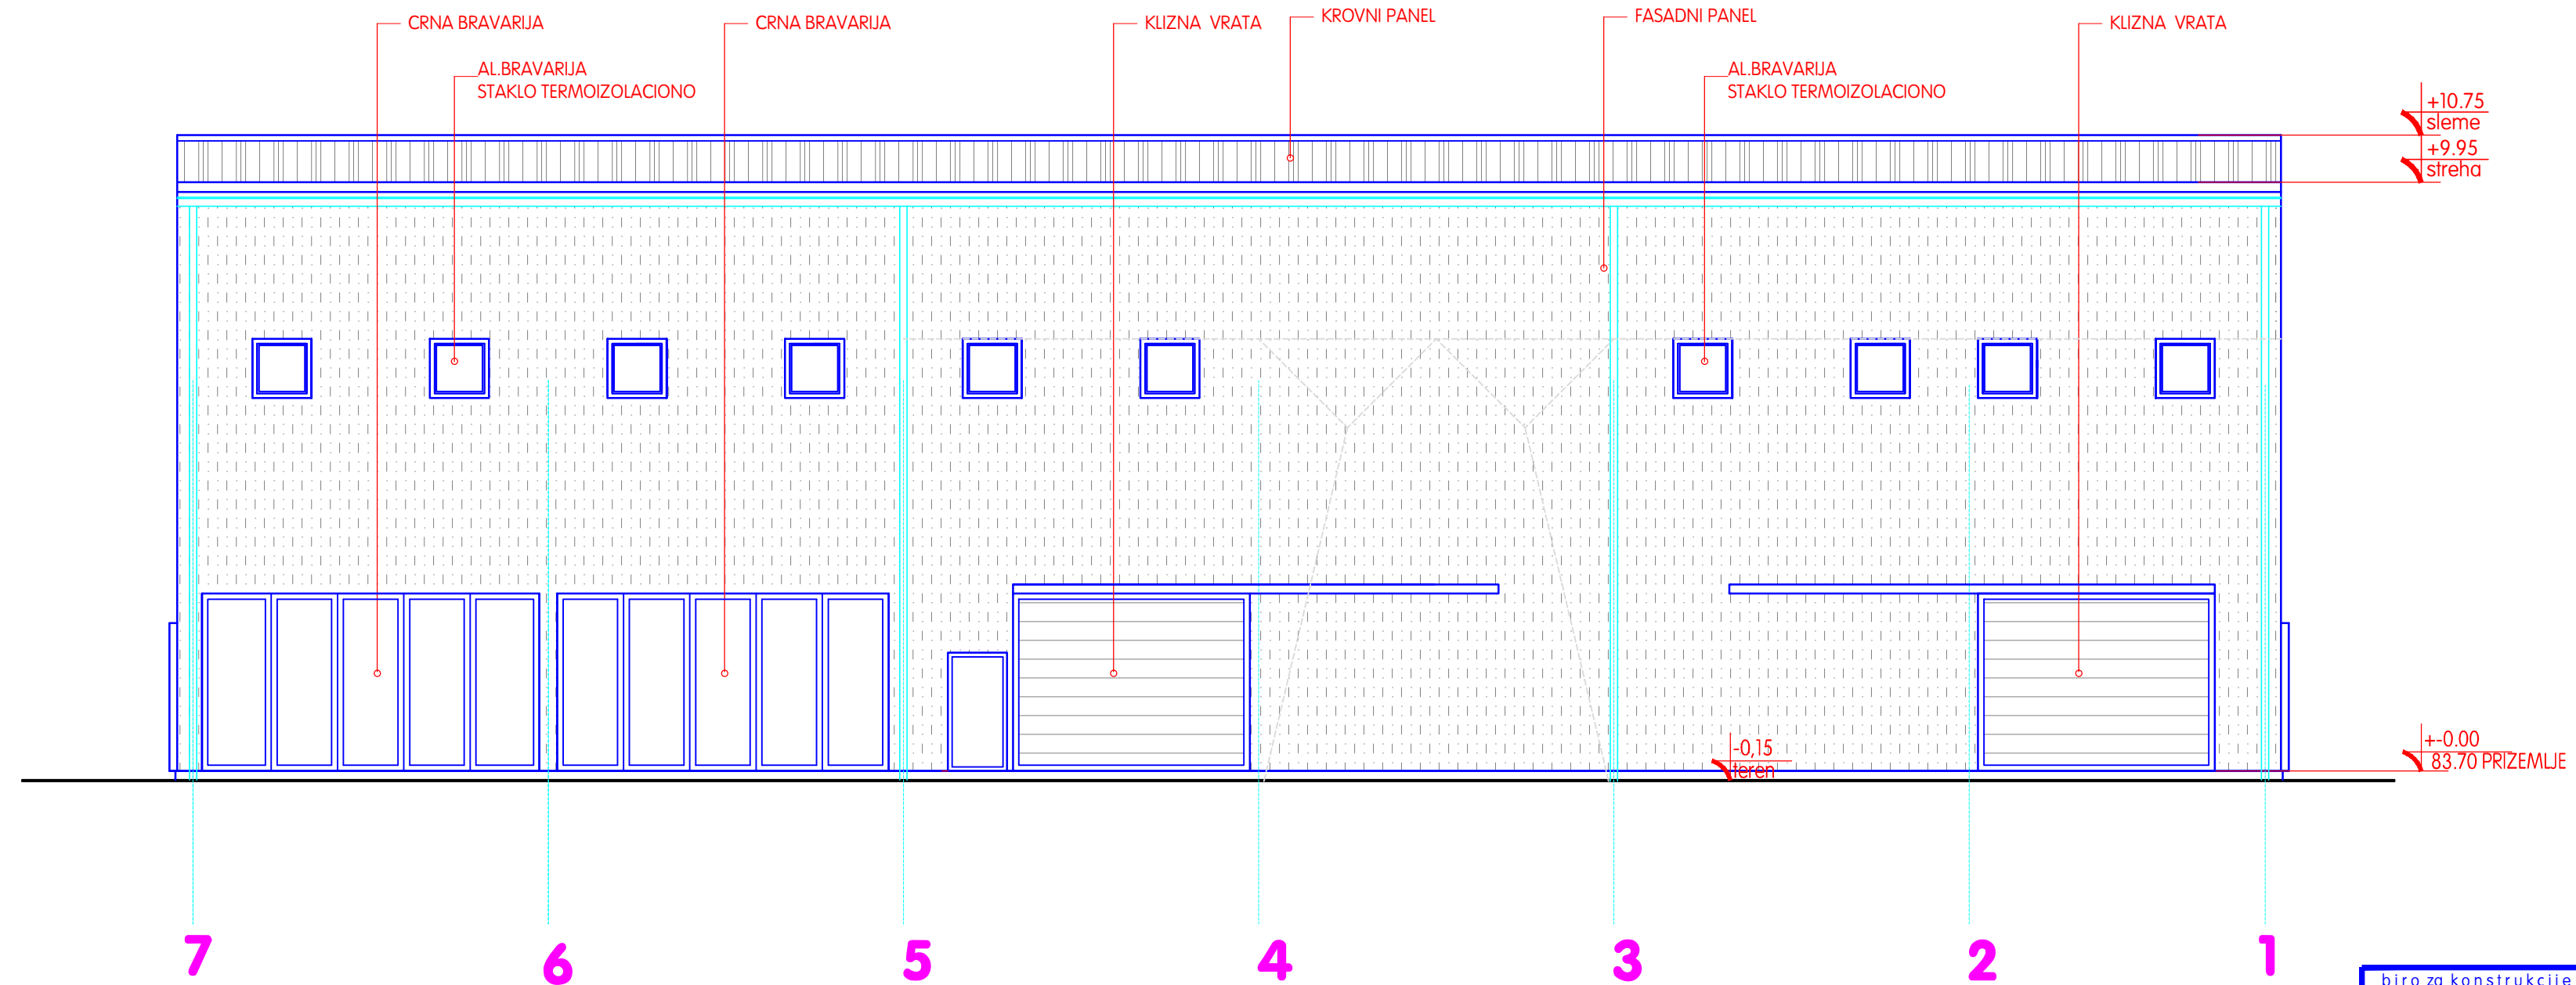 CRNA BRAVARIJA
CRNA BRAVARIJA
KLIZNA VRATA
KROVNI PANEL
FASADNI PANEL
KLIZNA VRATA
AL.BRAVARIJA
STAKLO TERMOIZOLACIONO
AL.BRAVARIJA
STAKLO TERMOIZOLACIONO
+10.75
sleme
+9.95
streha
-0,15
teren
+-0.00
83.70 PRIZEMLJE
7
6
5
4
3
2
1
biro za konstrukcije